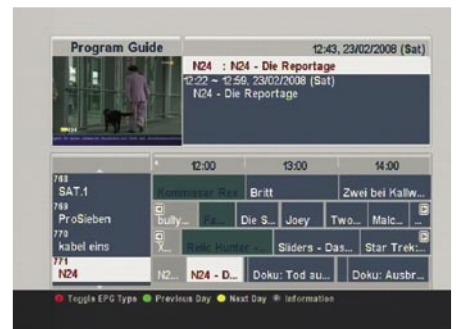 Program Guide
12:43, 23/02/2008 (Sat)
N24 : N24 - Die Reportage
12:22 ~ 12:59, 23/02/2008 (Sat)
N24 - Die Reportage
12:00 13:00 14:00
768
SAT.1
Kommissar Rex Britt Zwei bei Kallw...
769
ProSieben
bully... Die S... Joey Two... Malc...
770
kabel eins
X... Relic Hunter -... Sliders - Das... Star Trek:...
771
N24
N2... N24 - D... Doku: Tod au... Doku: Ausbr...
Toggle EPG Type Previous Day Next Day Information